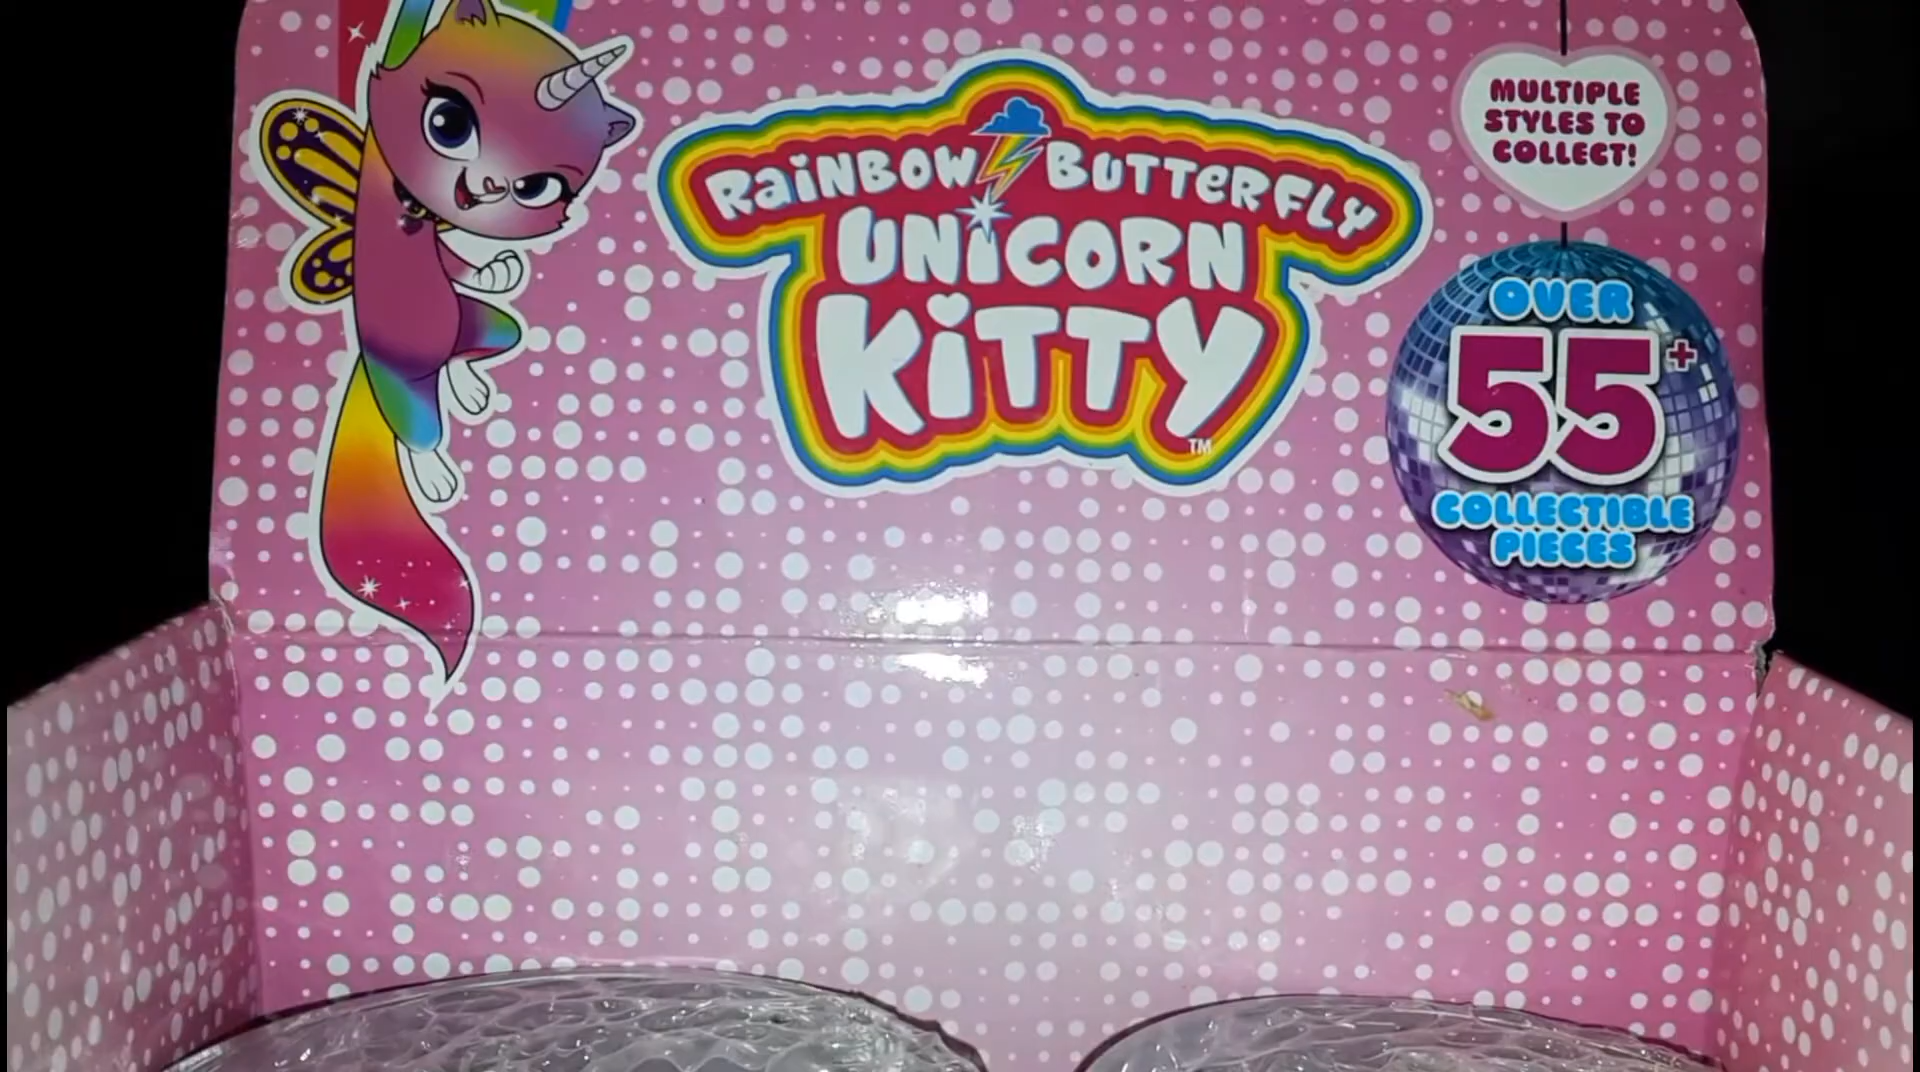 RAINBOW BUTTERFLY
UNICORN
KITTY
TM
MULTIPLE
STYLES TO
COLLECT!
OVER
55+
COLLECTIBLE
PIECES